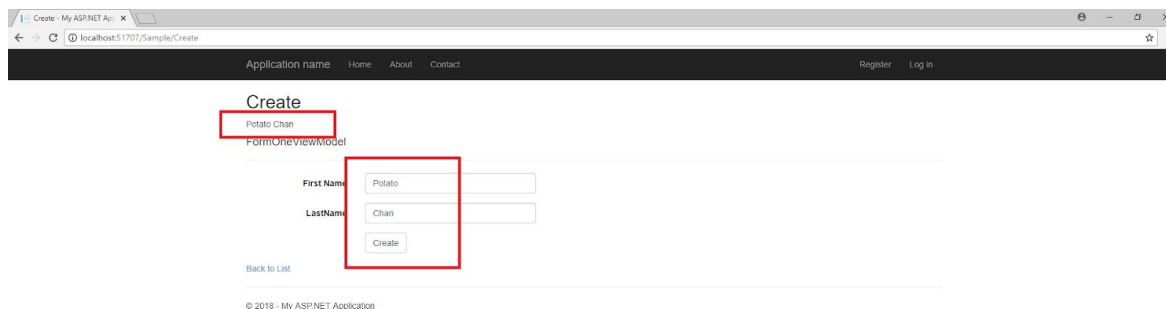 Create - My ASP.NET Ap
localhost:51707/Sample/Create
Application name Home About Contact Register Log in
Create
Potato Chan
FormOneViewModel
First Name Potato
LastName Chan
Create
Back to List
© 2018 - My ASP.NET Application